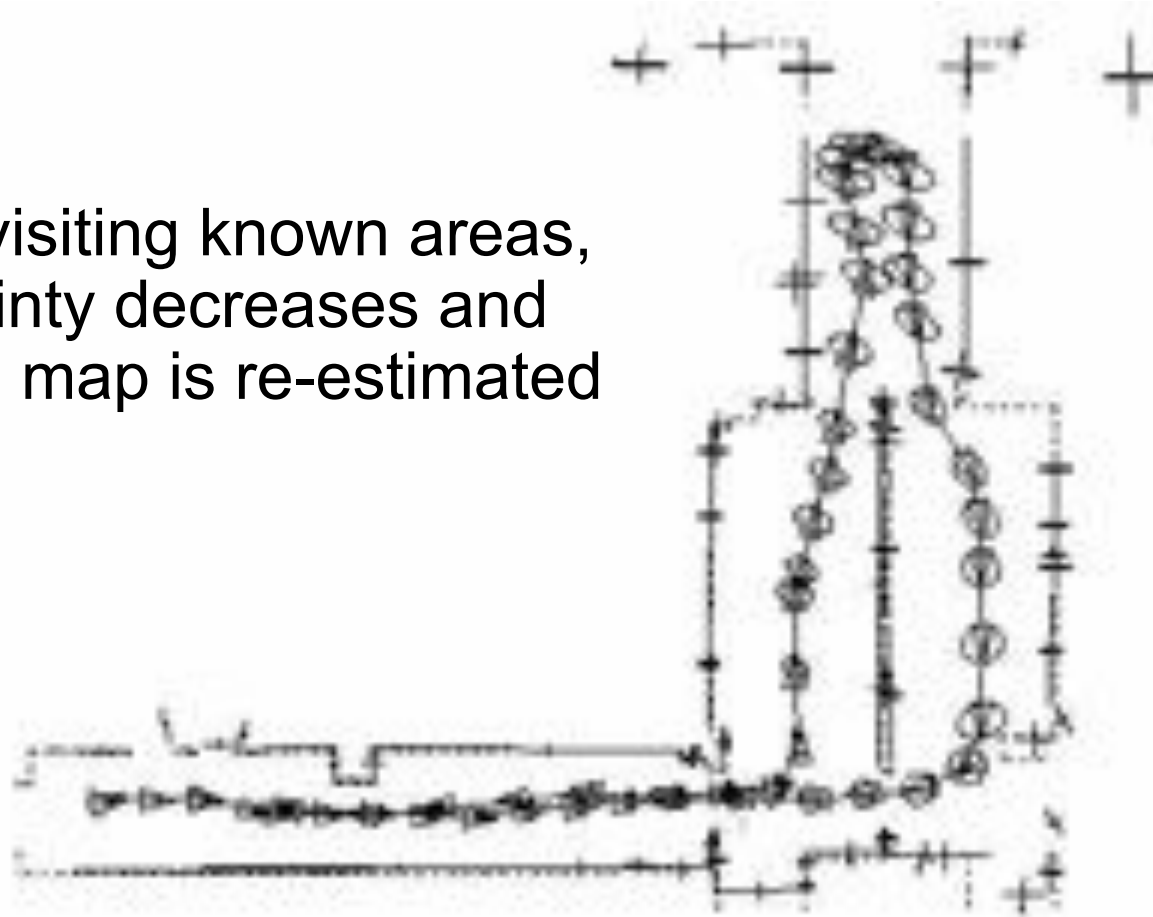 visiting known areas,
inty decreases and
map is re-estimated